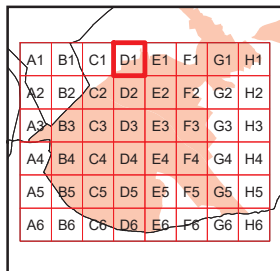 A1 B1 C1 D1 E1 F1 G1 H1
A2 B2 C2 D2 E2 F2 G2 H2
A3 B3 C3 D3 E3 F3 G3 H3
A4 B4 C4 D4 E4 F4 G4 H4
A5 B5 C5 D5 E5 F5 G5 H5
A6 B6 C6 D6 E6 F6 G6 H6